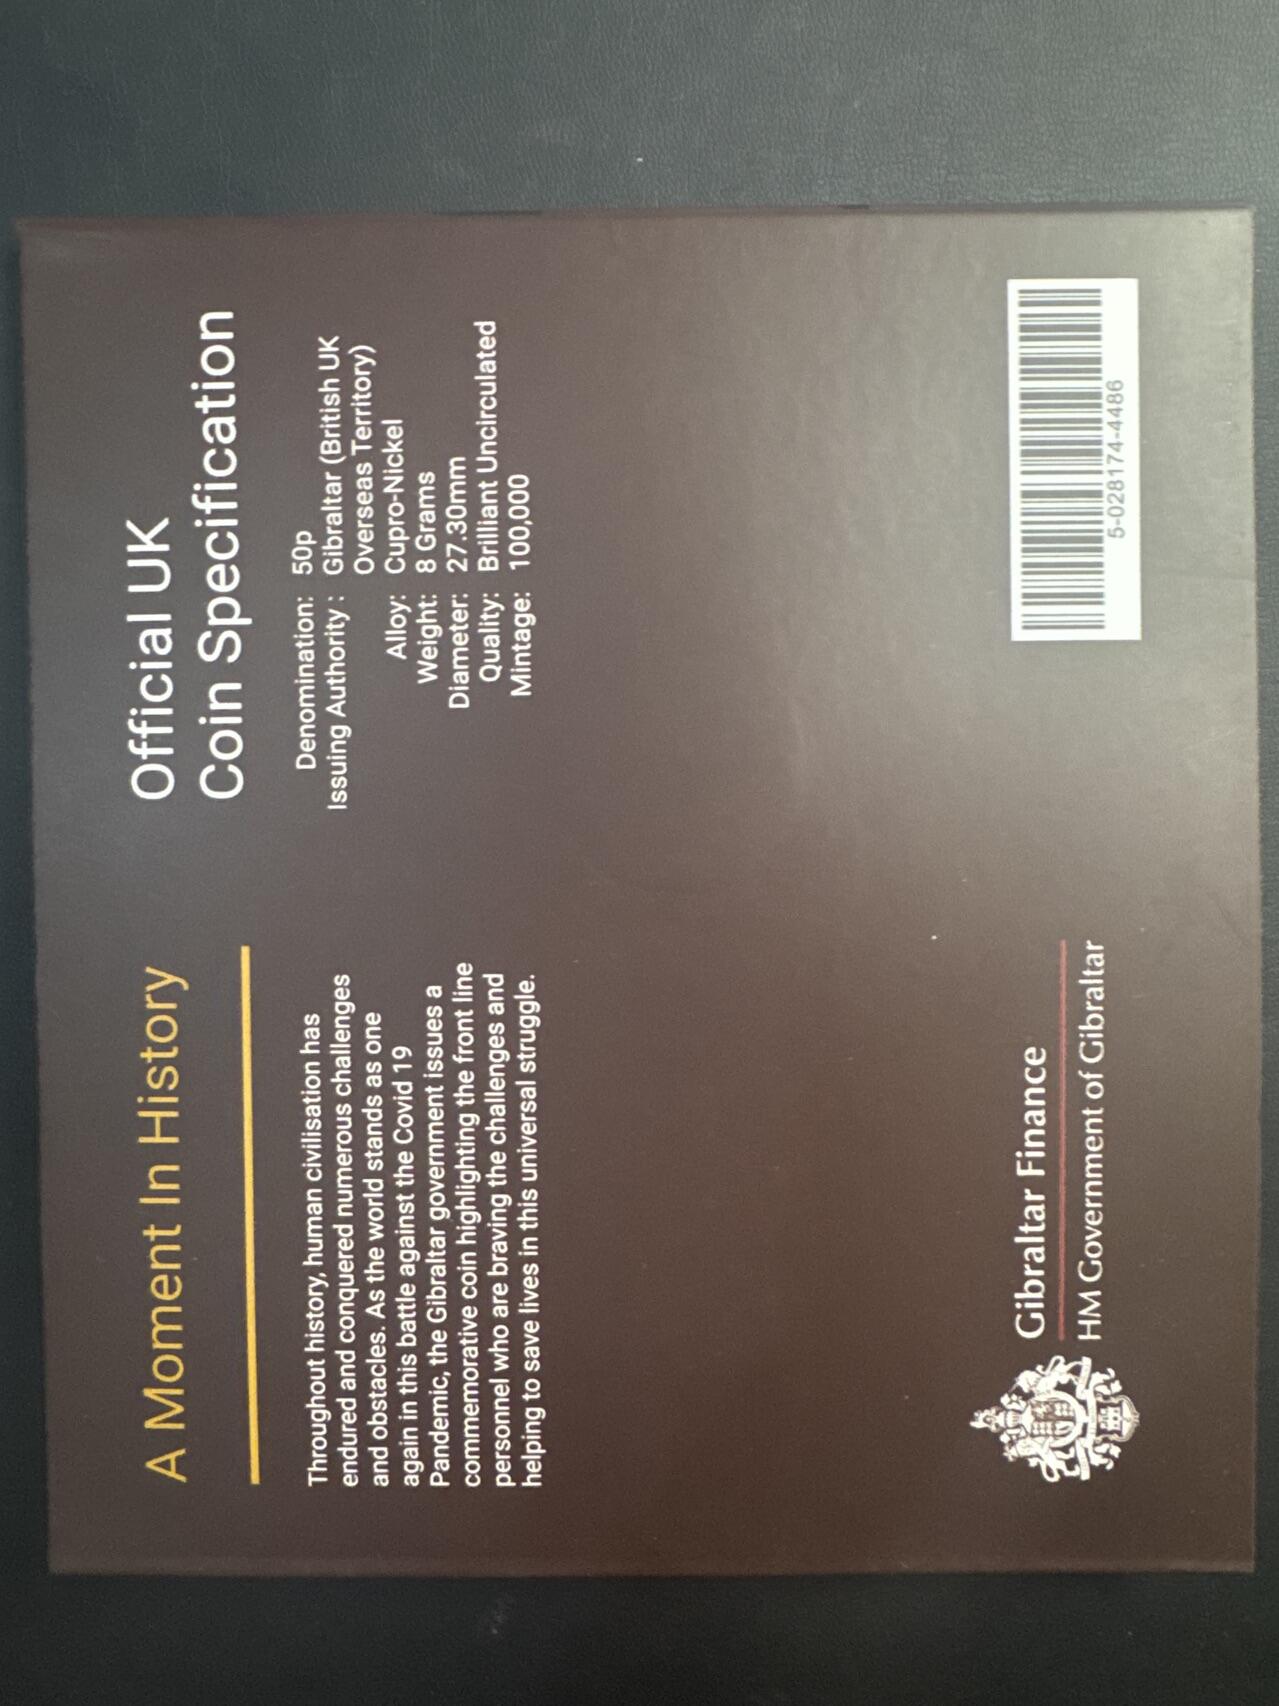 A Moment In History
Throughout history, human civilisation has
endured and conquered numerous challenges
and obstacles. As the world stands as one
again in this battle against the Covid 19
Pandemic, the Gibraltar government issues a
commemorative coin highlighting the front line
personnel who are braving the challenges and
helping to save lives in this universal struggle.
Official UK
Coin Specification
Denomination: 50p
Issuing Authority : Gibraltar (British UK
Overseas Territory)
Alloy: Cupro-Nickel
Weight: 8 Grams
Diameter: 27.30mm
Quality: Brilliant Uncirculated
Mintage: 100,000
Gibraltar Finance
HM Government of Gibraltar
5-028174-4486